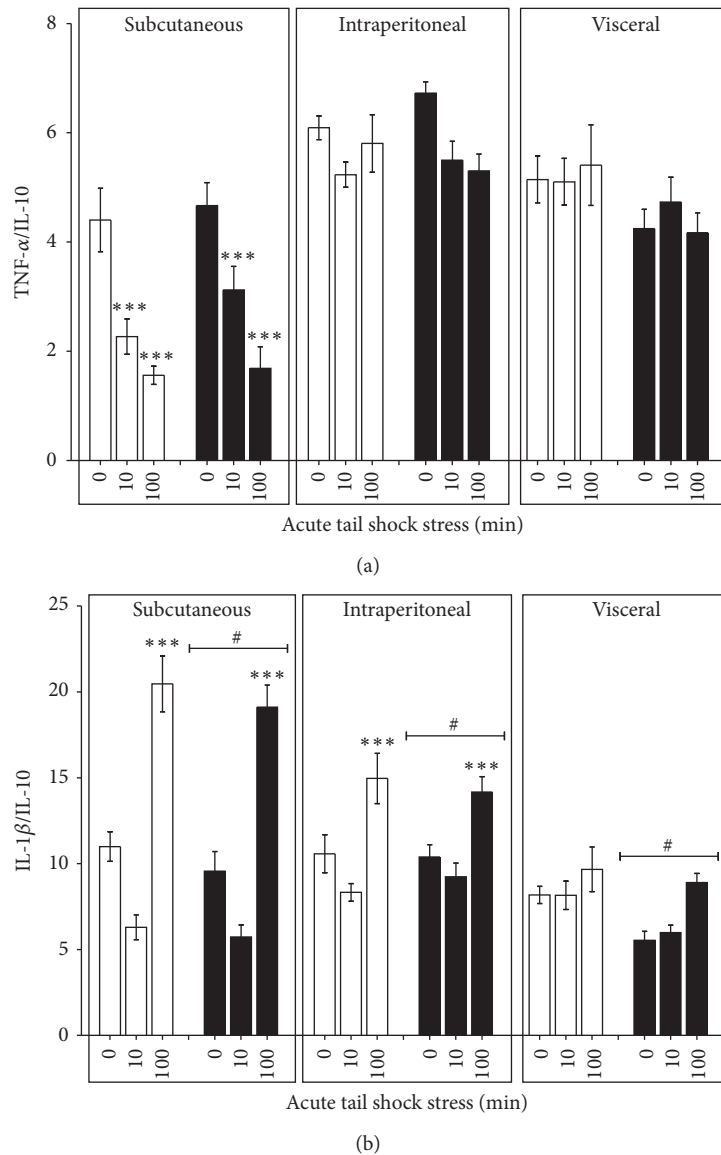 8
6
4
2
0
TNF-α/IL-10
Subcutaneous
Intraperitoneal
Visceral
***
***
***
***
0 10 100 0 10 100
0 10 100 0 10 100
0 10 100 0 10 100
Acute tail shock stress (min)
(a)
25
20
15
10
5
0
IL-1β/IL-10
Subcutaneous
Intraperitoneal
Visceral
***
#
***
***
#
***
#
0 10 100 0 10 100
0 10 100 0 10 100
0 10 100 0 10 100
Acute tail shock stress (min)
(b)